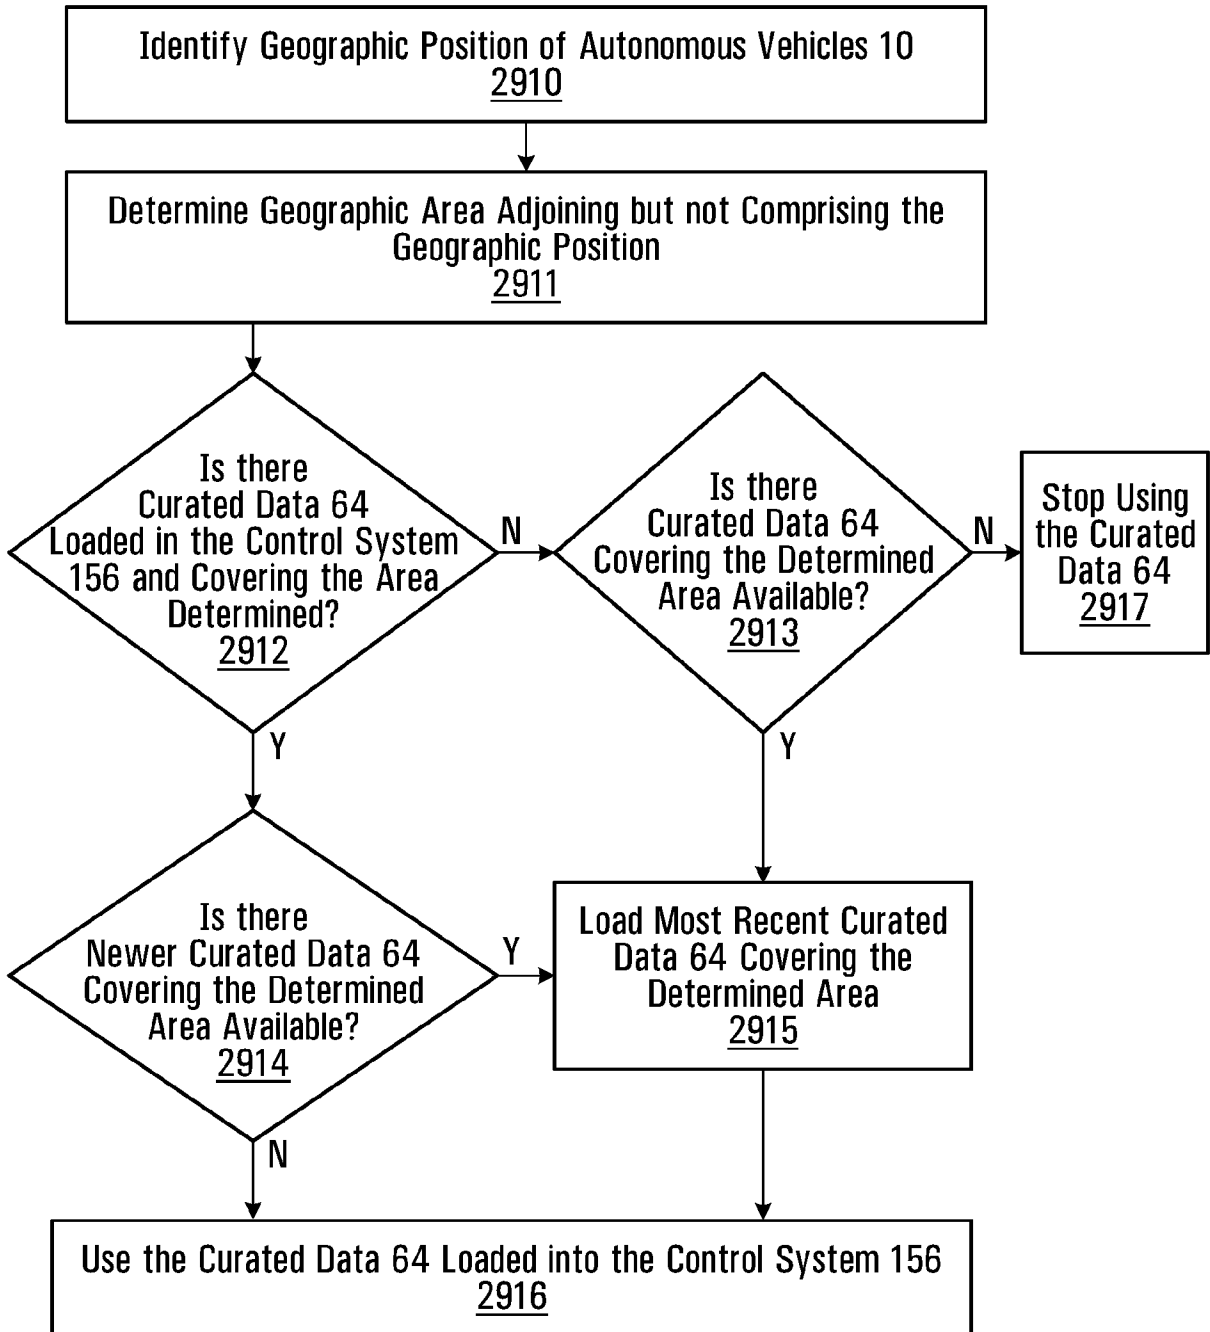 Identify Geographic Position of Autonomous Vehicles 10
2910
Determine Geographic Area Adjoining but not Comprising the
Geographic Position
2911
Is there
Curated Data 64
Loaded in the Control System
156 and Covering the Area
Determined?
2912
N
Is there
Curated Data 64
Covering the Determined
Area Available?
2913
N
Stop Using
the Curated
Data 64
2917
Y
Y
Is there
Newer Curated Data 64
Covering the Determined
Area Available?
2914
Y
Load Most Recent Curated
Data 64 Covering the
Determined Area
2915
N
Use the Curated Data 64 Loaded into the Control System 156
2916